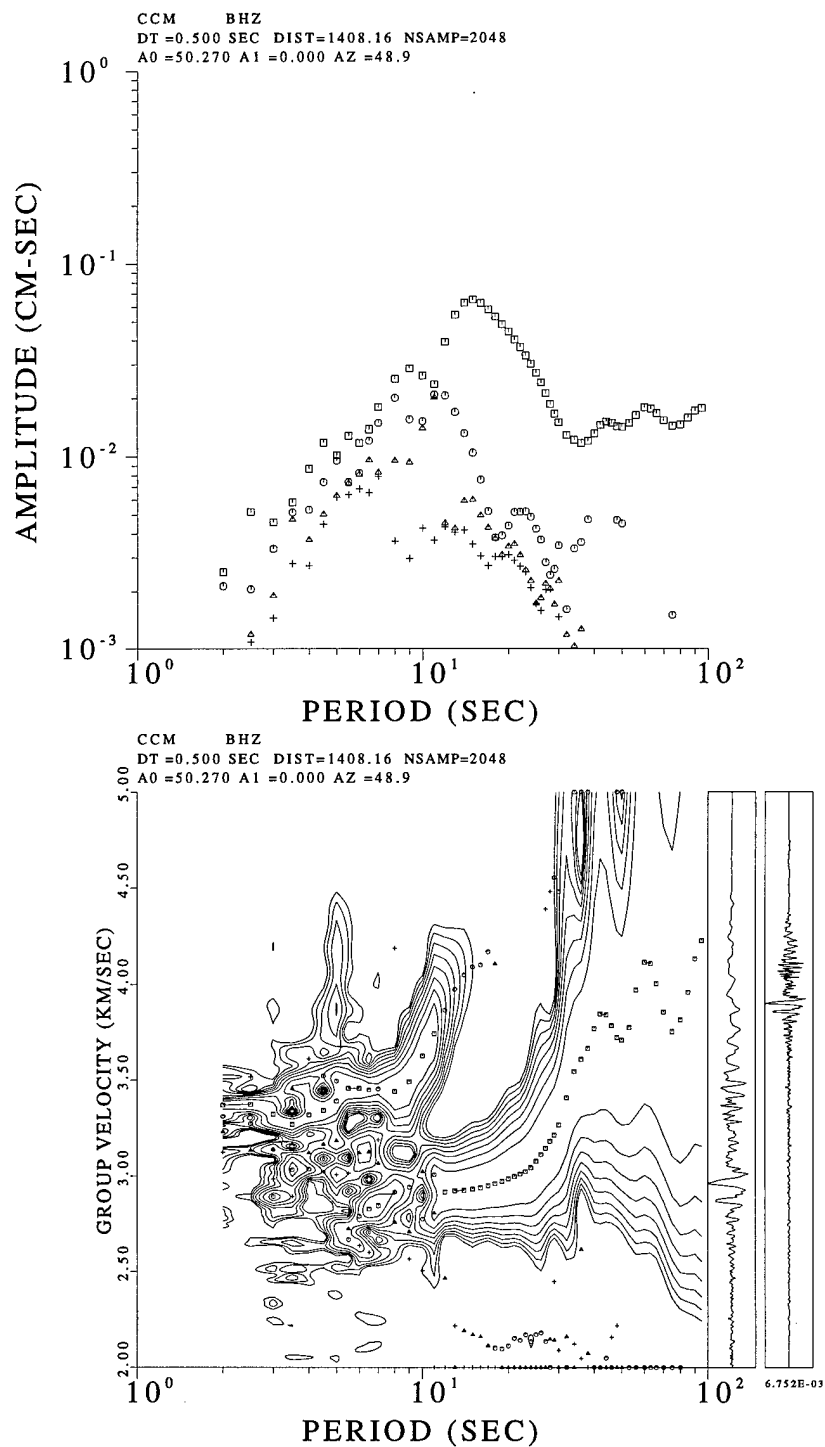 CCM BHZ
DT =0.500 SEC DIST=1408.16 NSAMP=2048
A0 =50.270 A1 =0.000 AZ =48.9
10^0
10^-1
10^-2
10^-3
AMPLITUDE (CM-SEC)
10^0 10^1 10^2
PERIOD (SEC)
CCM BHZ
DT =0.500 SEC DIST=1408.16 NSAMP=2048
A0 =50.270 A1 =0.000 AZ =48.9
5.00
4.50
4.00
3.50
3.00
2.50
2.00
GROUP VELOCITY (KM/SEC)
10^0 10^1 10^2
6.752E-03
PERIOD (SEC)